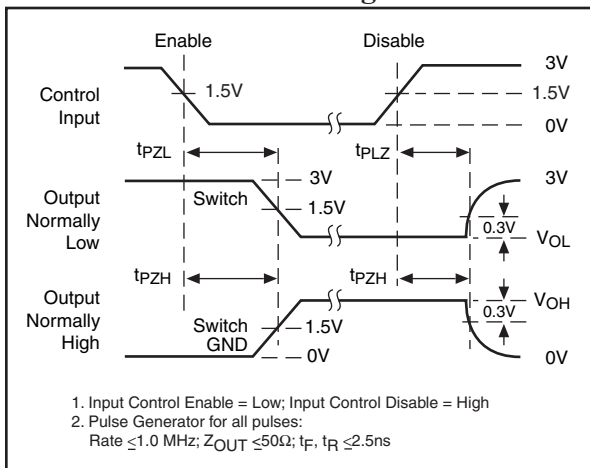 Enable Disable
3V
1.5V 1.5V
Control
Input
0V
tPZL tPLZ
3V 3V
Output
Normally
Low
Switch
1.5V
0.3V
VOL
tPZH tPZH
Output
Normally
High
VOH
Switch
GND
1.5V
0.3V
0V 0V
1. Input Control Enable = Low; Input Control Disable = High
2. Pulse Generator for all pulses:
Rate ≤1.0 MHz; ZOUT ≤50Ω; tF, tR ≤2.5ns